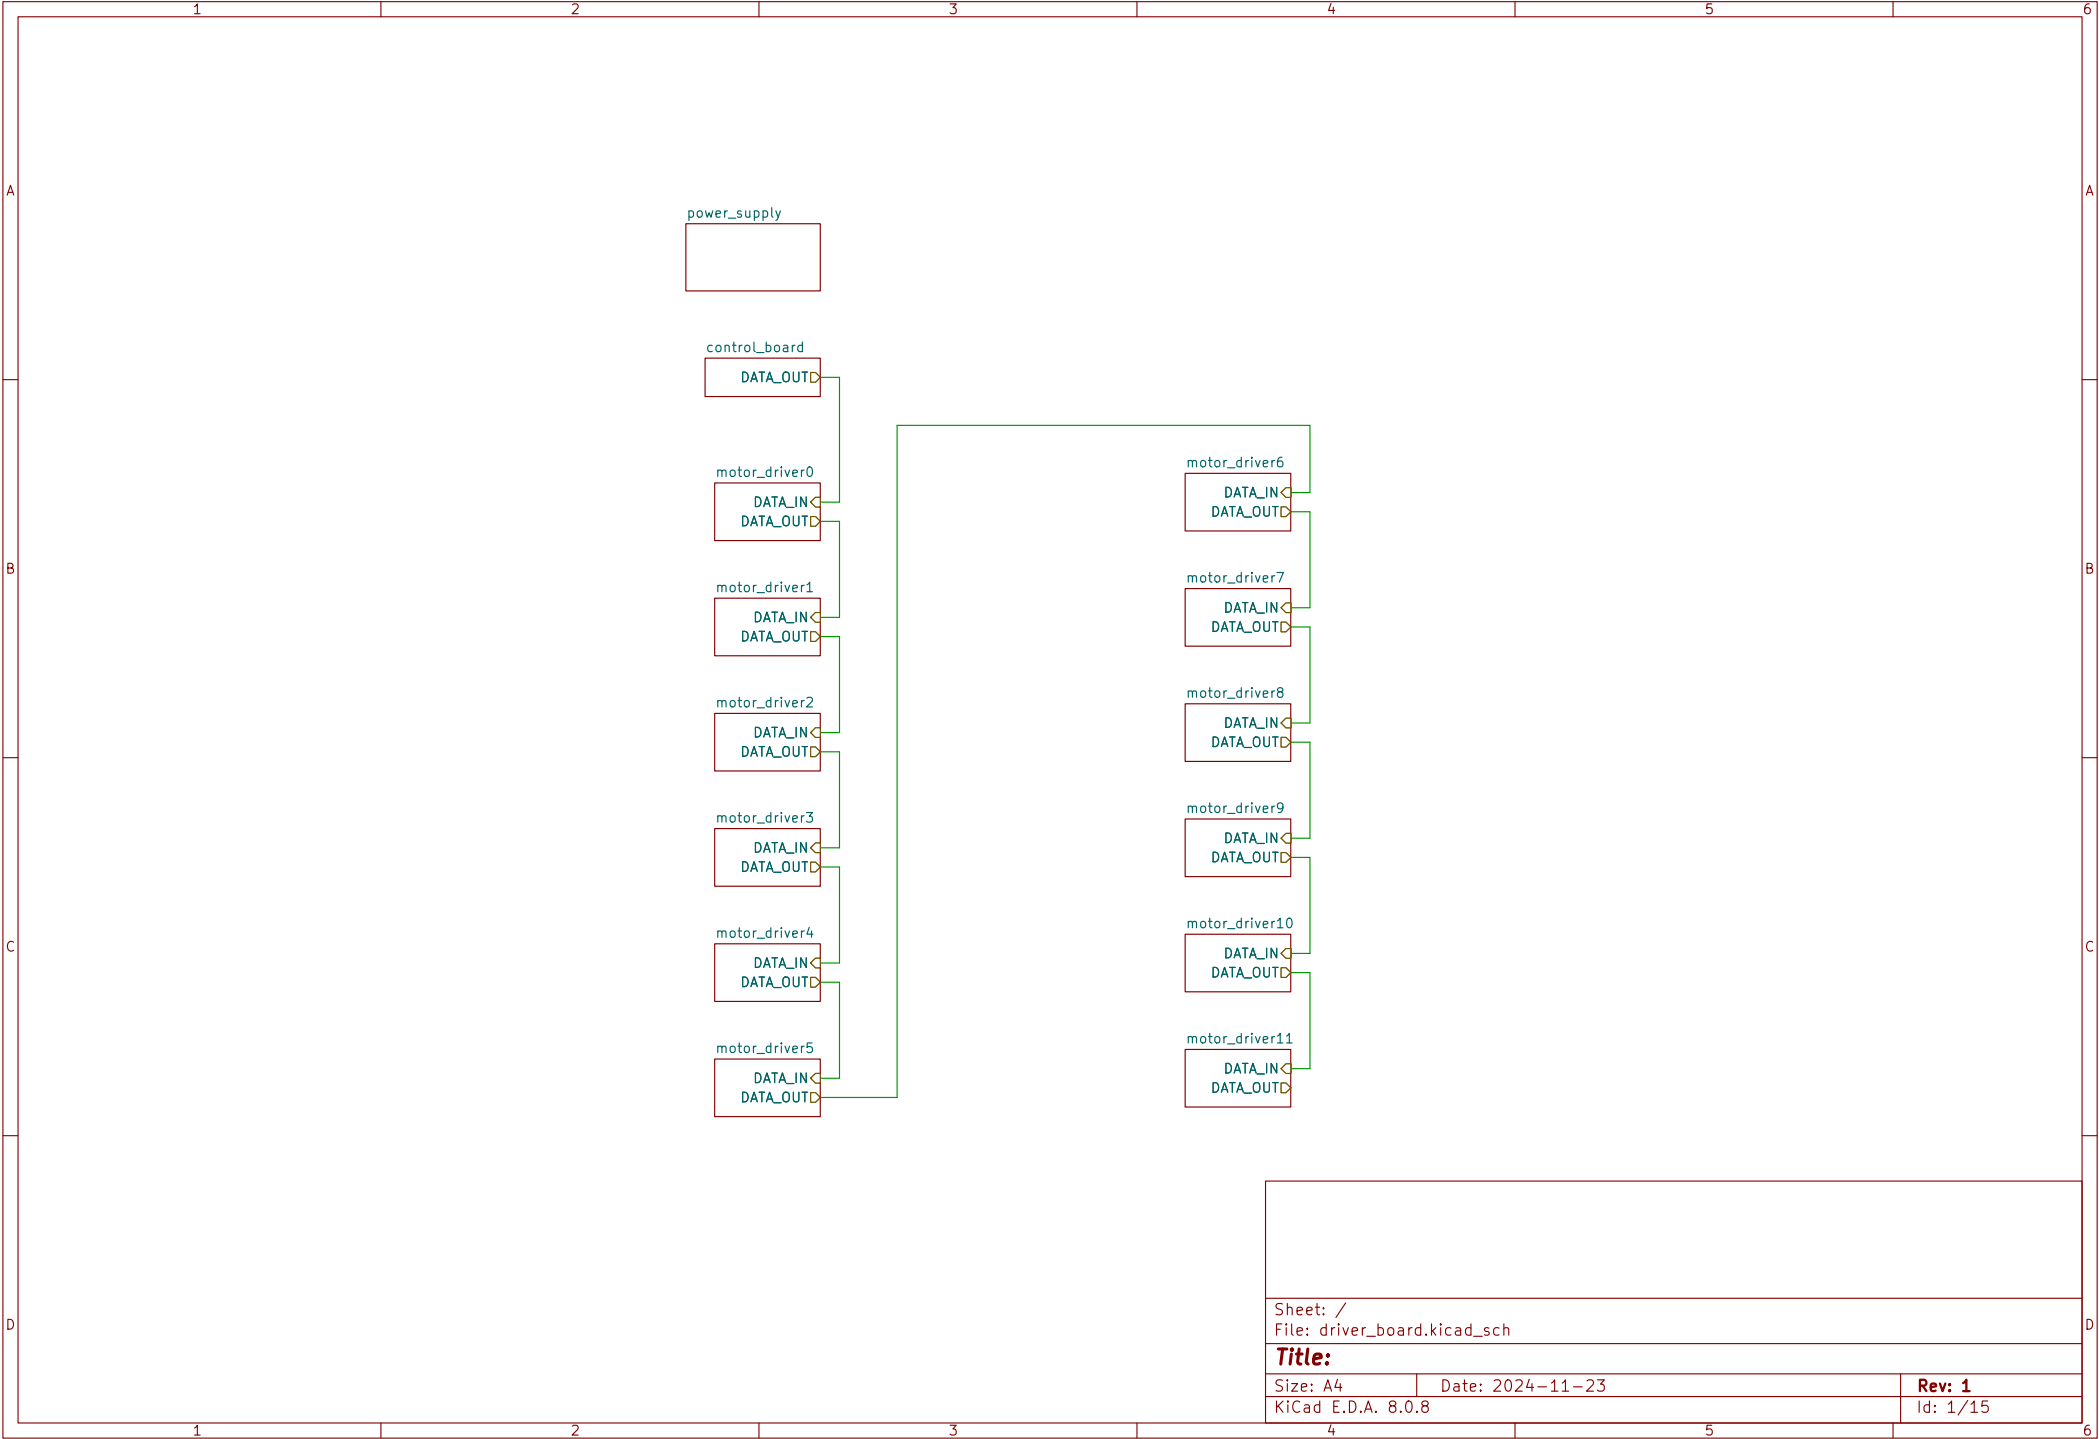 1 2 3 4 5 6
A A
power_supply
control_board
DATA_OUT
motor_driver0
DATA_IN
DATA_OUT
B B
motor_driver1
DATA_IN
DATA_OUT
motor_driver2
DATA_IN
DATA_OUT
motor_driver3
DATA_IN
DATA_OUT
motor_driver4
DATA_IN
DATA_OUT
motor_driver5
DATA_IN
DATA_OUT
motor_driver6
DATA_IN
DATA_OUT
motor_driver7
DATA_IN
DATA_OUT
motor_driver8
DATA_IN
DATA_OUT
motor_driver9
DATA_IN
DATA_OUT
C C
motor_driver10
DATA_IN
DATA_OUT
motor_driver11
DATA_IN
DATA_OUT
Sheet: /
File: driver_board.kicad_sch
D D
Title:
Size: A4 Date: 2024-11-23 Rev: 1
KiCad E.D.A. 8.0.8 Id: 1/15
1 2 3 4 5 6